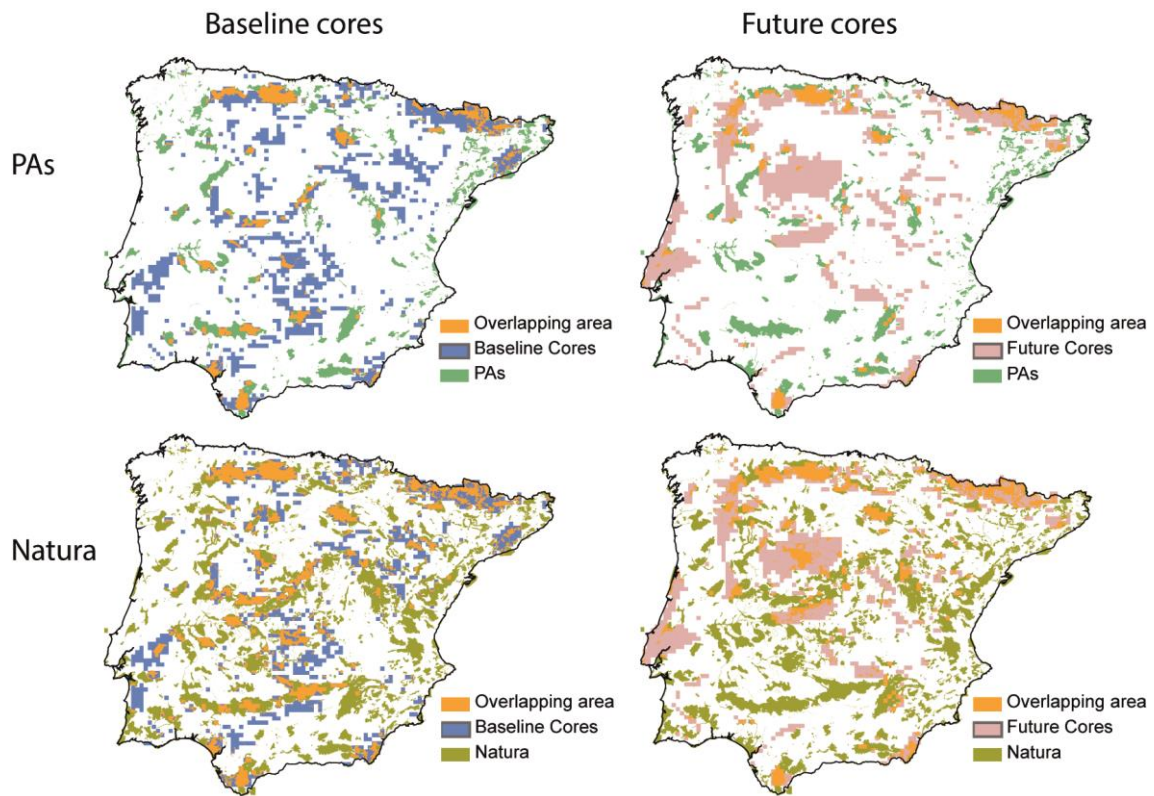 Baseline cores
Future cores
PAs
Overlapping area
Baseline Cores
PAs
Overlapping area
Future Cores
PAs
Natura
Overlapping area
Baseline Cores
Natura
Overlapping area
Future Cores
Natura